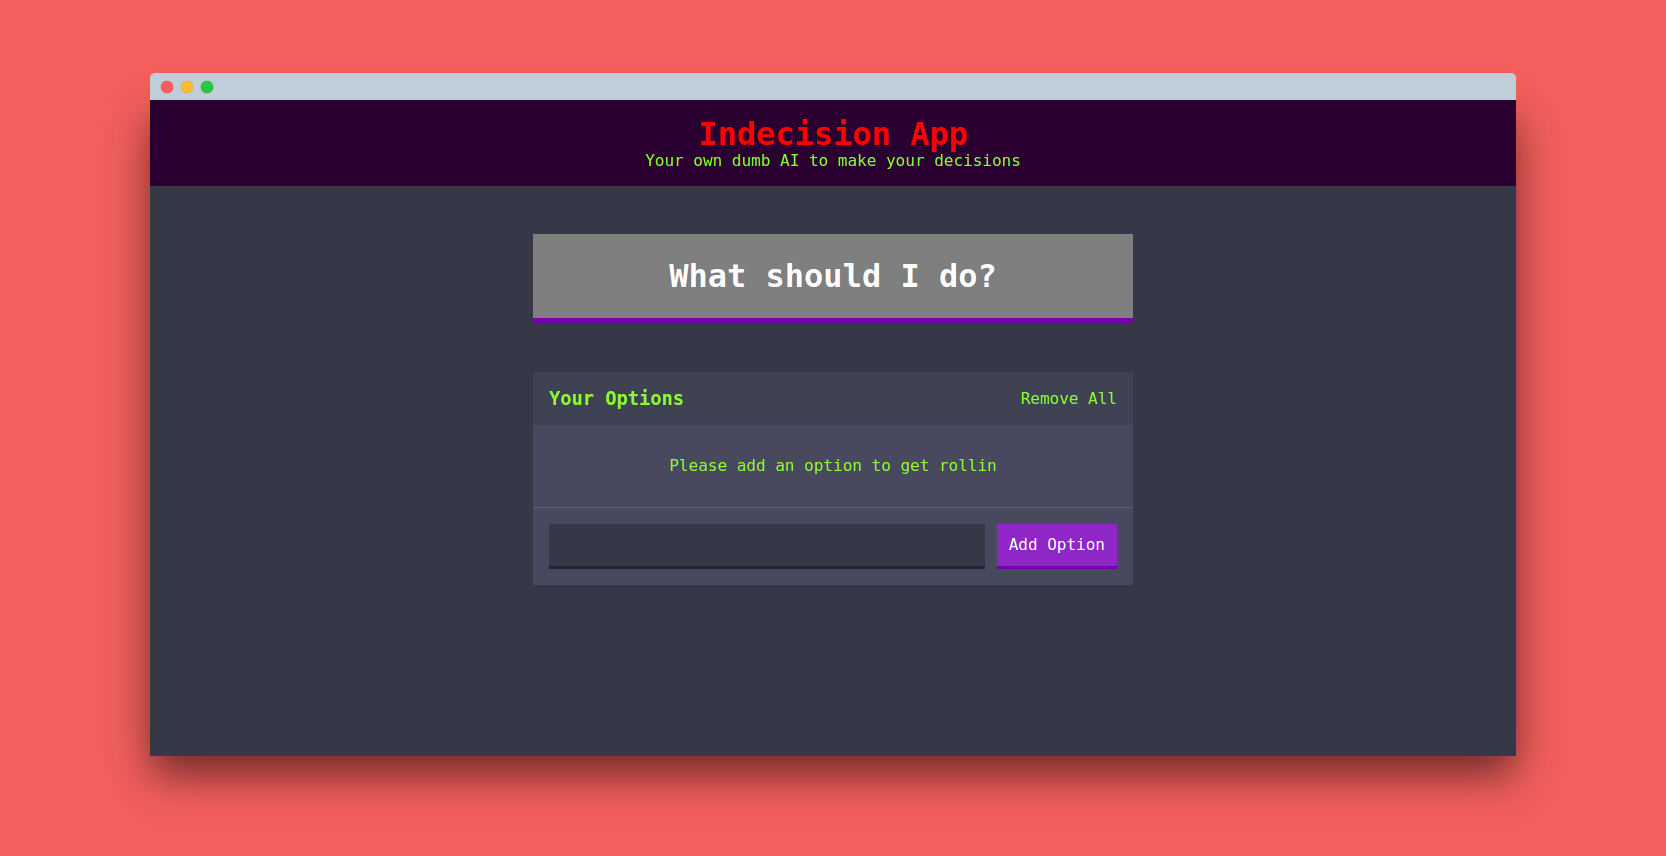 Indecision App
Your own dumb AI to make your decisions
What should I do?
Your Options
Remove All
Please add an option to get rollin
Add Option